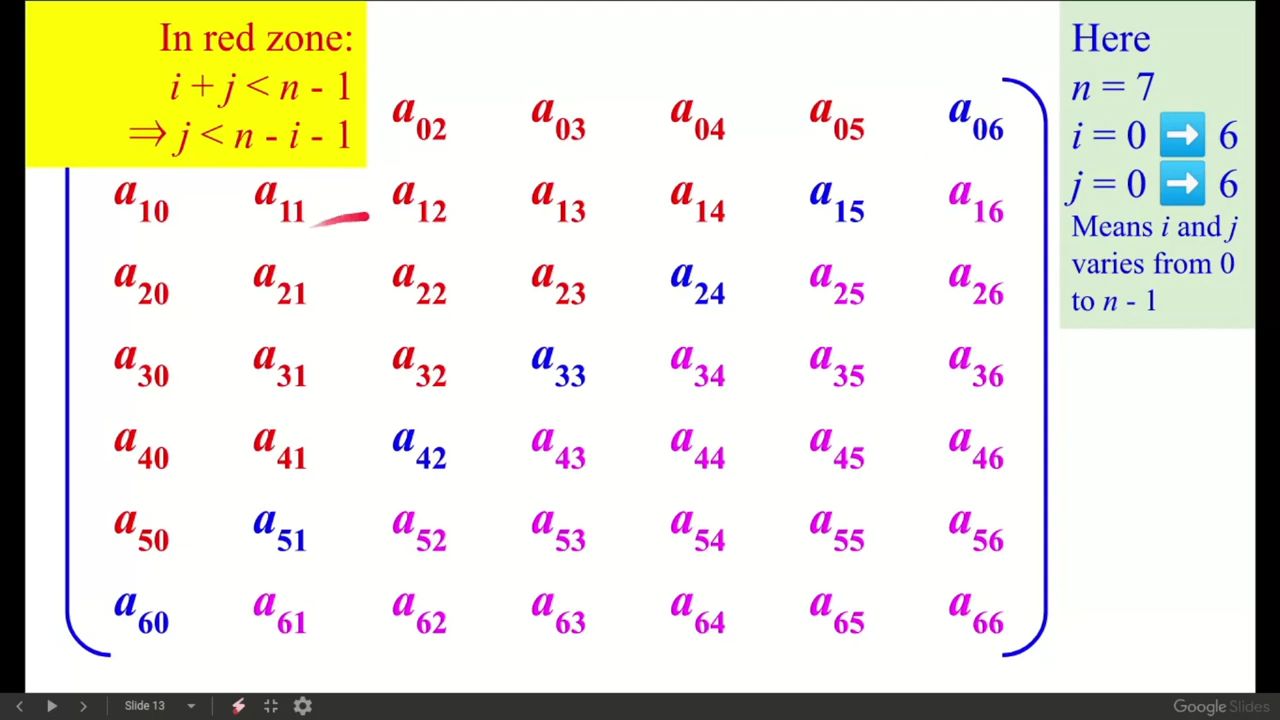 In red zone:
i + j < n - 1
⇒ j < n - i - 1
Here
n = 7
i = 0 ➡ 6
j = 0 ➡ 6
Means i and j
varies from 0
to n - 1
a02 a03 a04 a05 a06
a10 a11 a12 a13 a14 a15 a16
a20 a21 a22 a23 a24 a25 a26
a30 a31 a32 a33 a34 a35 a36
a40 a41 a42 a43 a44 a45 a46
a50 a51 a52 a53 a54 a55 a56
a60 a61 a62 a63 a64 a65 a66
Slide 13
Google Slides